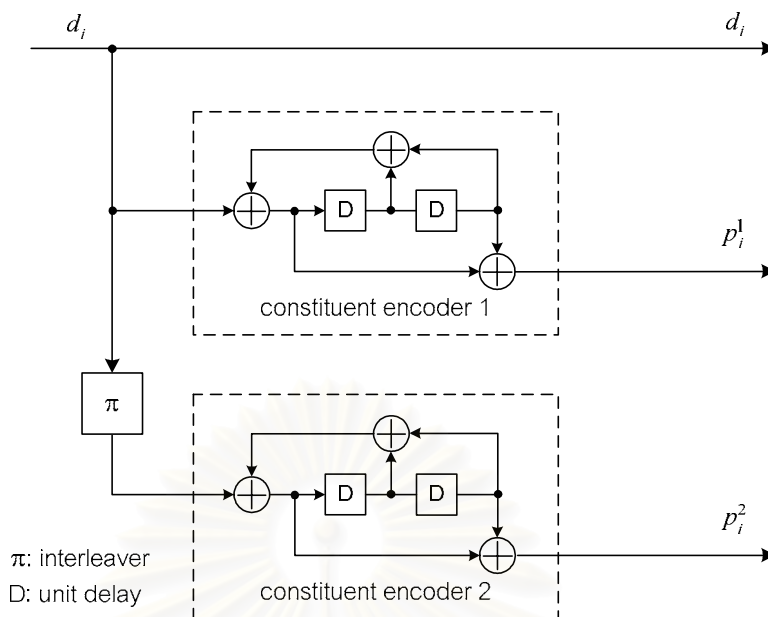 d_i d_i
D D
p_i^1
constituent encoder 1
π
D D
p_i^2
π: interleaver
D: unit delay
constituent encoder 2